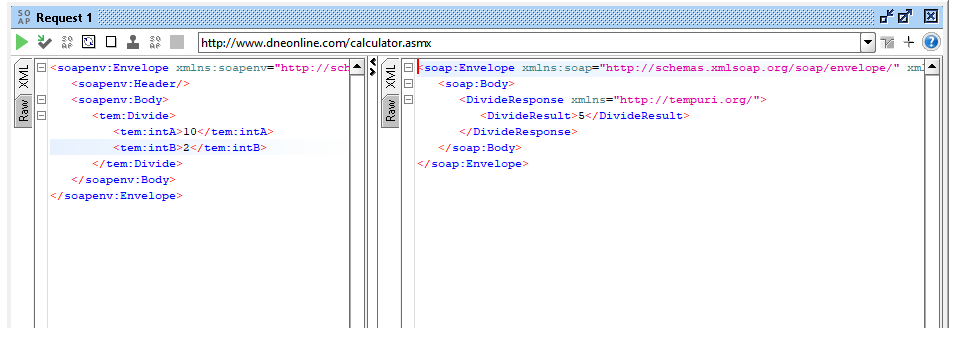 SO AP Request 1
http://www.dneonline.com/calculator.asmx
XML
Raw
<soapenv:Envelope xmlns:soapenv="http://sch
<soapenv:Header/>
<soapenv:Body>
<tem:Divide>
<tem:intA>10</tem:intA>
<tem:intB>2</tem:intB>
</tem:Divide>
</soapenv:Body>
</soapenv:Envelope>
XML
Raw
<soap:Envelope xmlns:soap="http://schemas.xmlsoap.org/soap/envelope/" xml
<soap:Body>
<DivideResponse xmlns="http://tempuri.org/">
<DivideResult>5</DivideResult>
</DivideResponse>
</soap:Body>
</soap:Envelope>